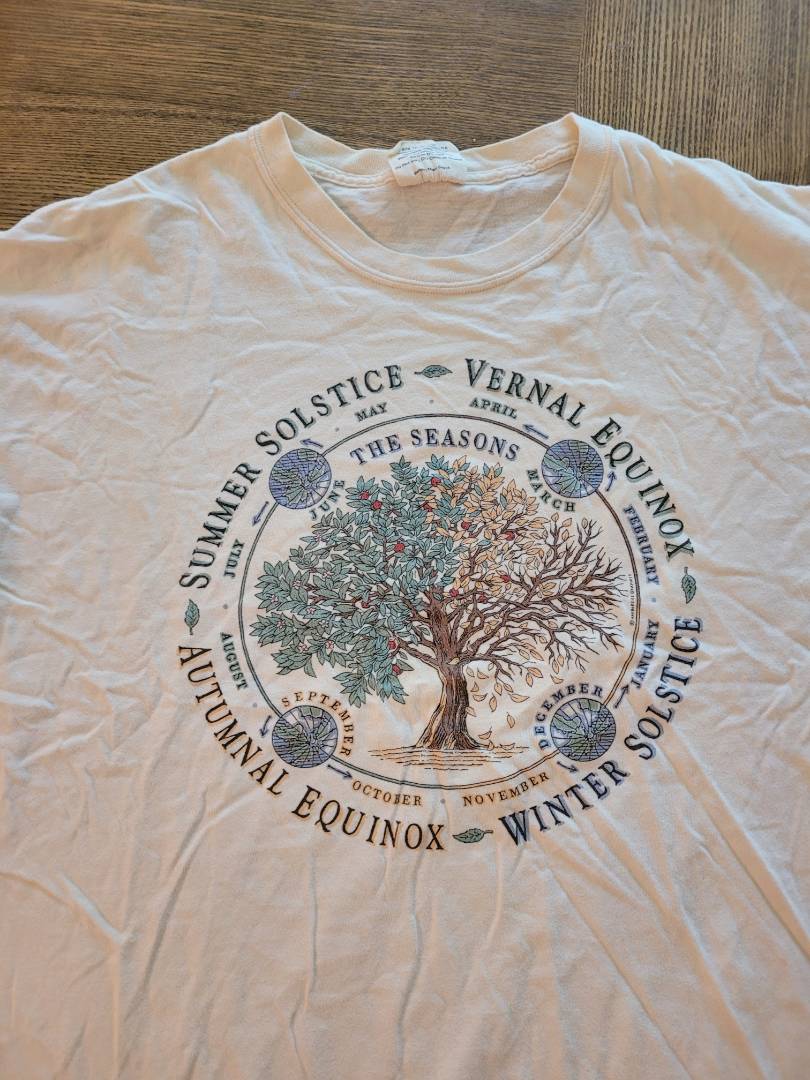 SUMMER SOLSTICE
VERNAL EQUINOX
WINTER SOLSTICE
AUTUMNAL EQUINOX
THE SEASONS
MAY
APRIL
MARCH
FEBRUARY
JANUARY
DECEMBER
NOVEMBER
OCTOBER
SEPTEMBER
AUGUST
JULY
JUNE